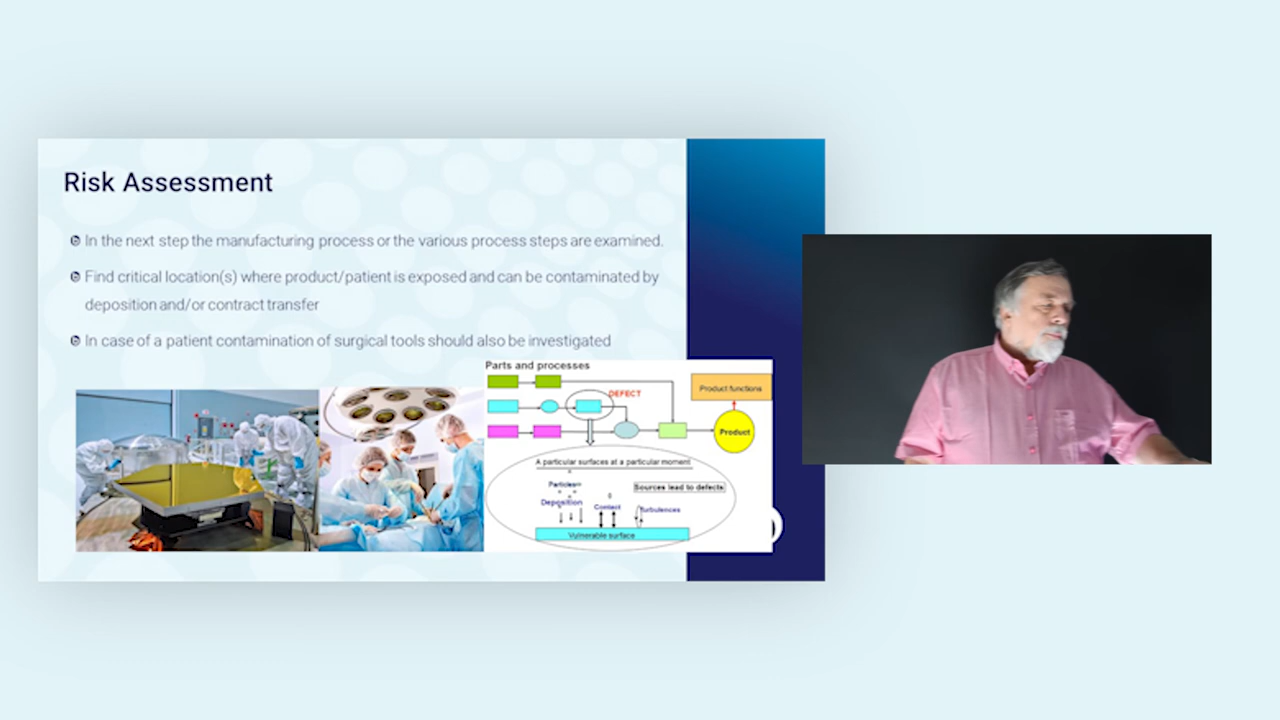 Risk Assessment
In the next step the manufacturing process or the various process steps are examined.
Find critical location(s) where product/patient is exposed and can be contaminated by
deposition and/or contract transfer
In case of a patient contamination of surgical tools should also be investigated
Parts and processes
DEFECT
Product functions
Product
A particular surfaces at a particular moment
Particles
Sources lead to defects
Deposition
Contact
Turbulences
Vulnerable surface